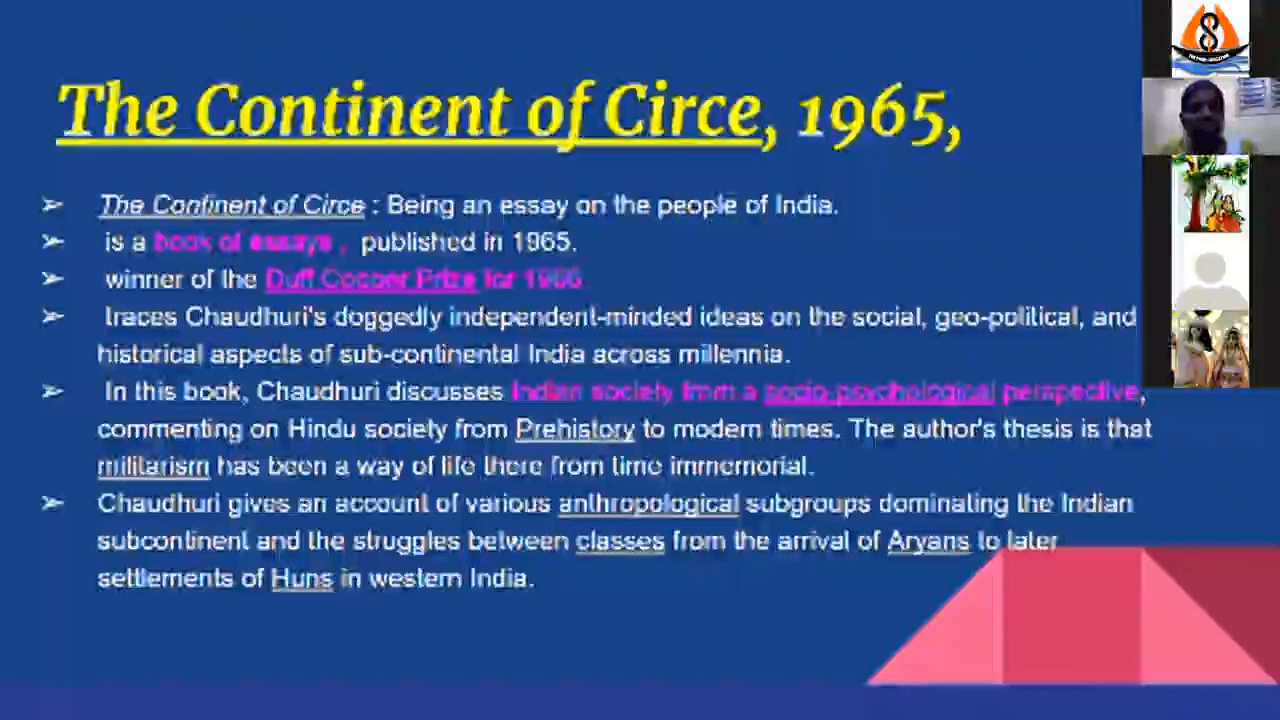 The Continent of Circe, 1965,
➢ The Continent of Circe : Being an essay on the people of India.
➢ is a book of essays , published in 1965.
➢ winner of the Duff Cooper Prize for 1966
➢ traces Chaudhuri's doggedly independent-minded ideas on the social, geo-political, and
historical aspects of sub-continental India across millennia.
➢ In this book, Chaudhuri discusses Indian society from a socio-psychological perspective,
commenting on Hindu society from Prehistory to modern times. The author's thesis is that
militarism has been a way of life there from time immemorial.
➢ Chaudhuri gives an account of various anthropological subgroups dominating the Indian
subcontinent and the struggles between classes from the arrival of Aryans to later
settlements of Huns in western India.